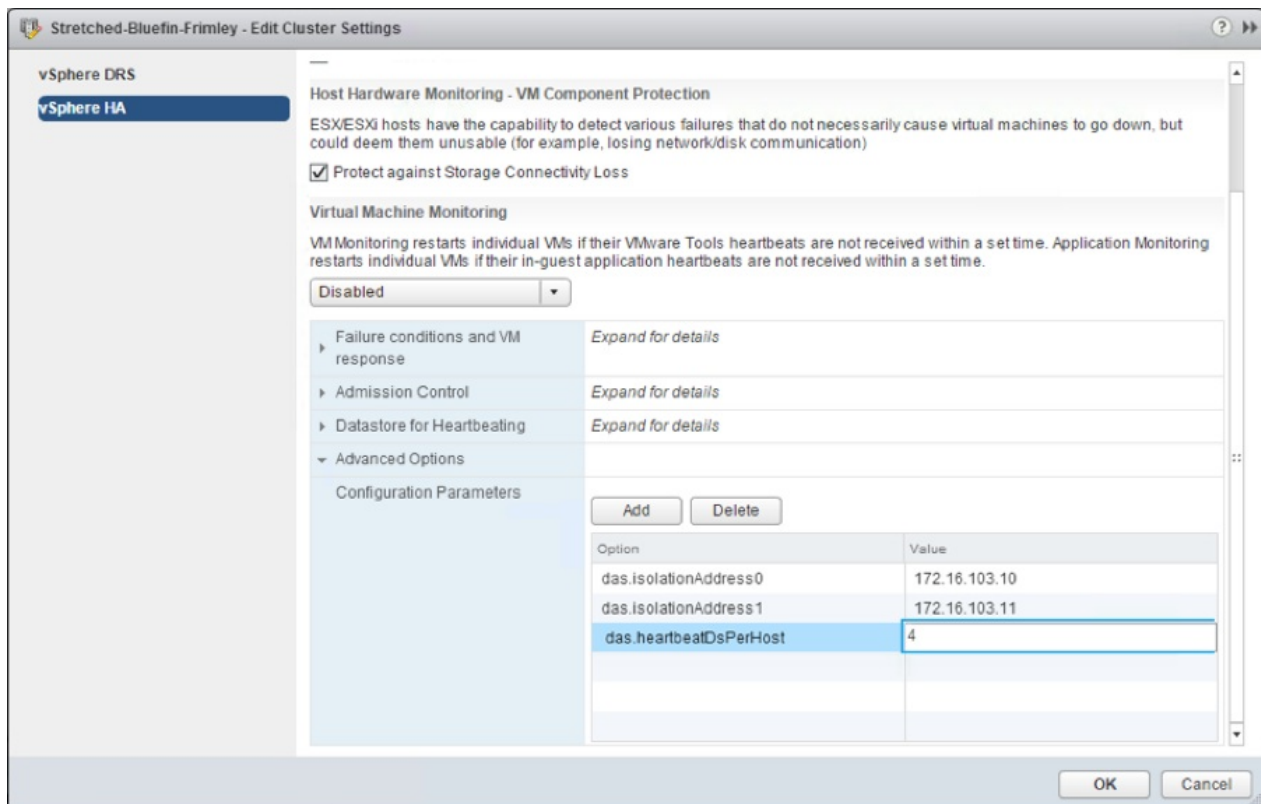 Stretched-Bluefin-Frimley - Edit Cluster Settings
vSphere DRS
vSphere HA
Host Hardware Monitoring - VM Component Protection
ESX/ESXi hosts have the capability to detect various failures that do not necessarily cause virtual machines to go down, but
could deem them unusable (for example, losing network/disk communication)
Protect against Storage Connectivity Loss
Virtual Machine Monitoring
VM Monitoring restarts individual VMs if their VMware Tools heartbeats are not received within a set time. Application Monitoring
restarts individual VMs if their in-guest application heartbeats are not received within a set time.
Disabled
Failure conditions and VM
response
Expand for details
Admission Control
Expand for details
Datastore for Heartbeating
Expand for details
Advanced Options
Configuration Parameters
Add Delete
Option Value
das.isolationAddress0 172.16.103.10
das.isolationAddress1 172.16.103.11
das.heartbeatDsPerHost 4
OK Cancel